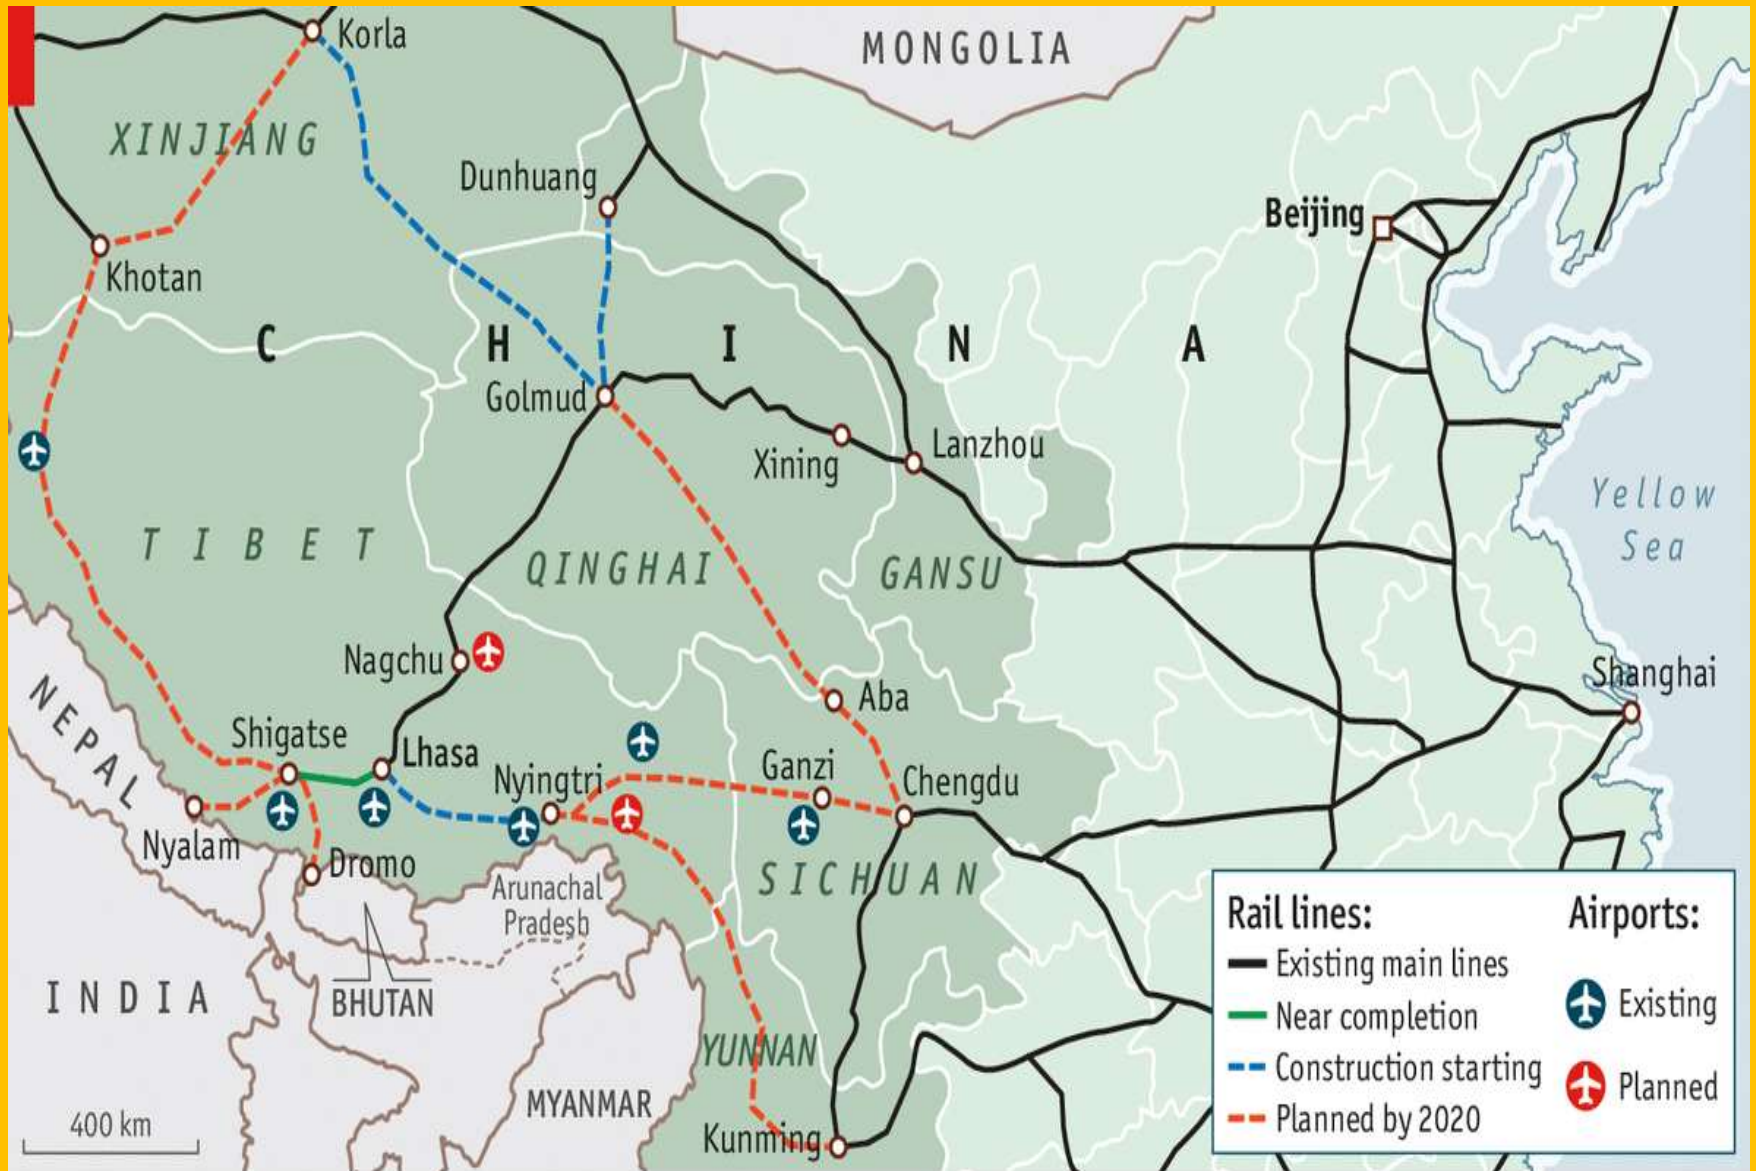 Korla
MONGOLIA
XINJIANG
Dunhuang
Beijing
Khotan
C H I N A
Golmud
Lanzhou
Xining
Yellow
Sea
TIBET
QINGHAI
GANSU
Nagchu
Shanghai
NEPAL
Aba
Shigatse
Lhasa
Nyingtri
Ganzi
Chengdu
Nyalam
Dromo
SICHUAN
Arunachal
Pradesh
INDIA
BHUTAN
YUNNAN
MYANMAR
Kunming
400 km
Rail lines:
Existing main lines
Near completion
Construction starting
Planned by 2020
Airports:
Existing
Planned